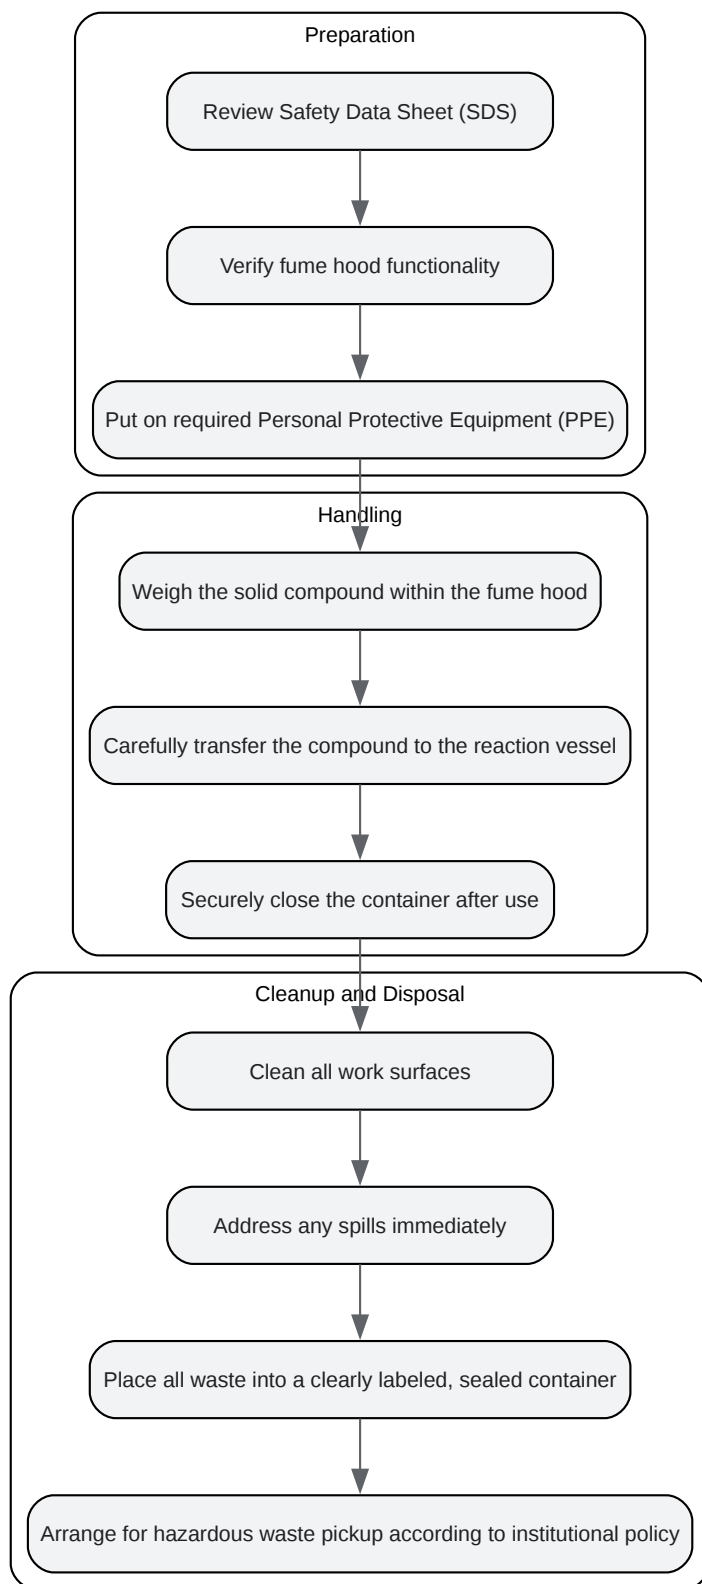 Preparation
Review Safety Data Sheet (SDS)
Verify fume hood functionality
Put on required Personal Protective Equipment (PPE)
Handling
Weigh the solid compound within the fume hood
Carefully transfer the compound to the reaction vessel
Securely close the container after use
Cleanup and Disposal
Clean all work surfaces
Address any spills immediately
Place all waste into a clearly labeled, sealed container
Arrange for hazardous waste pickup according to institutional policy